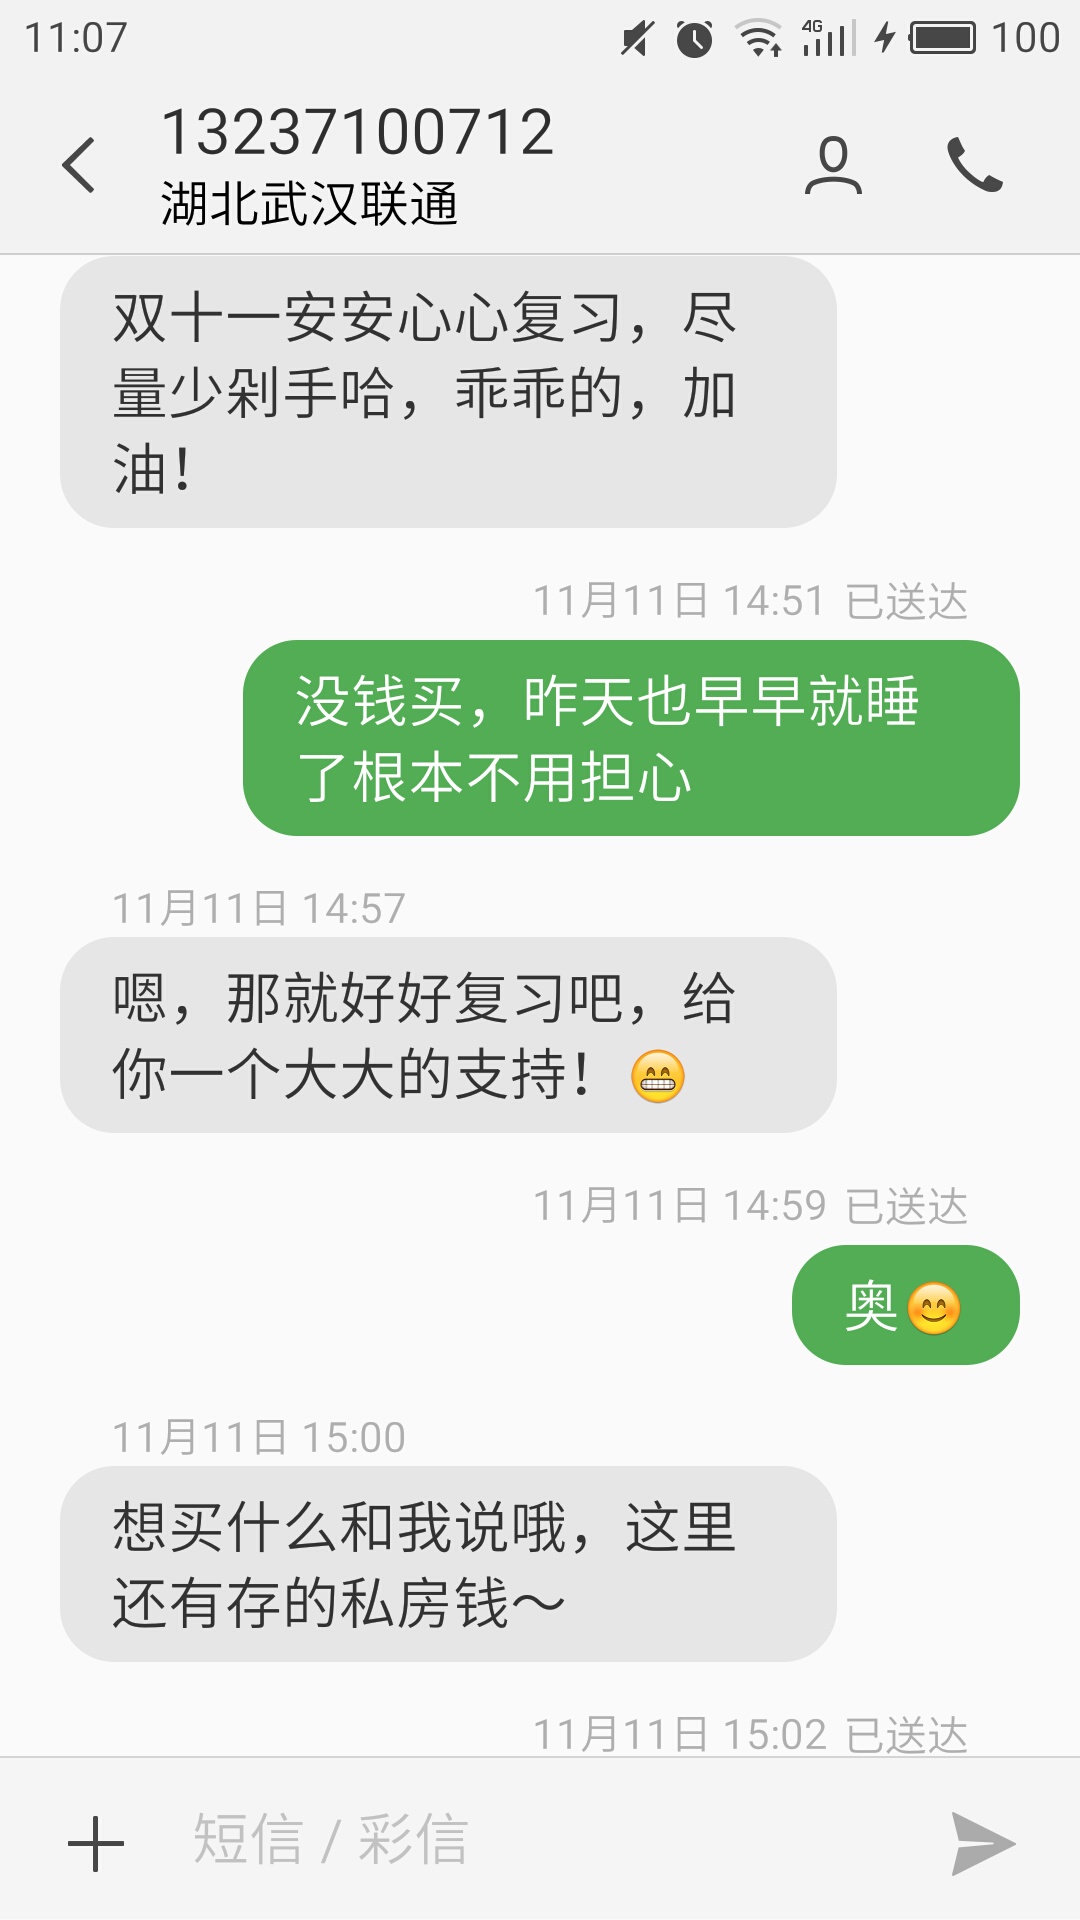 11:07
4G
100
13237100712
湖北武汉联通
双十一安安心心复习，尽
量少剁手哈，乖乖的，加
油！
11月11日 14:51 已送达
没钱买，昨天也早早就睡
了根本不用担心
11月11日 14:57
嗯，那就好好复习吧，给
你一个大大的支持！😁
11月11日 14:59 已送达
奥😊
11月11日 15:00
想买什么和我说哦，这里
还有存的私房钱～
11月11日 15:02 已送达
短信 / 彩信